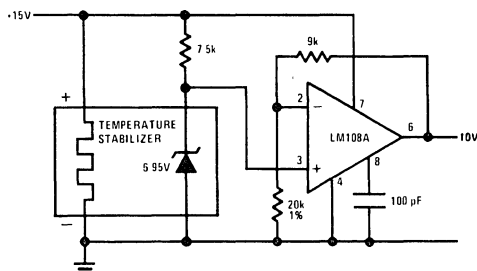 +15V
7 5k
9k
+
TEMPERATURE
STABILIZER
6 95V
−
2
−
7
LM108A
6
10V
3
+
4
8
20k
1%
100 pF